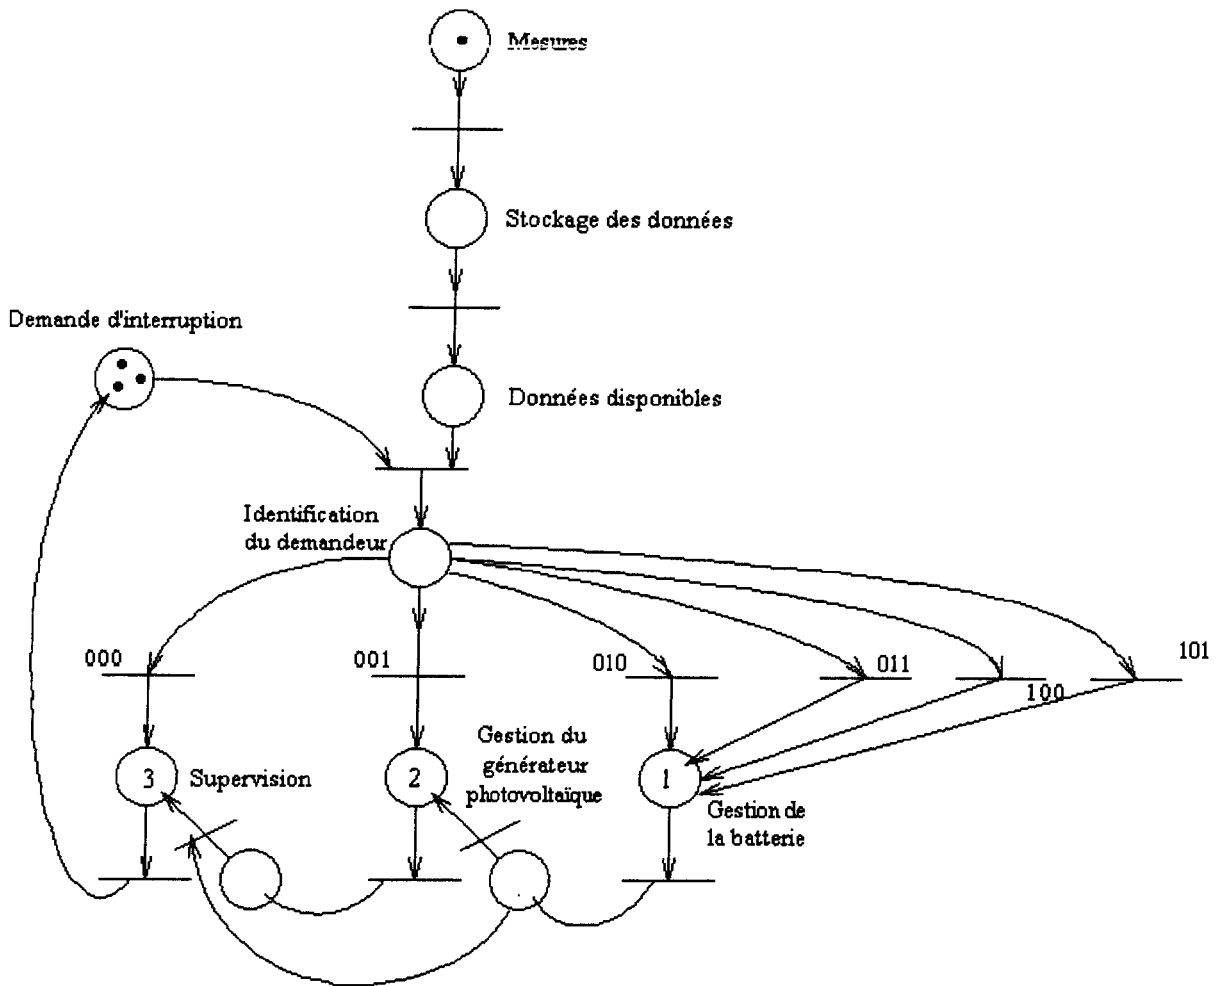 Mesures
Stockage des données
Demande d'interruption
Données disponibles
Identification
du demandeur
000
001
010
011
100
101
3
Supervision
2
Gestion du
générateur
photovoltaïque
1
Gestion de
la batterie